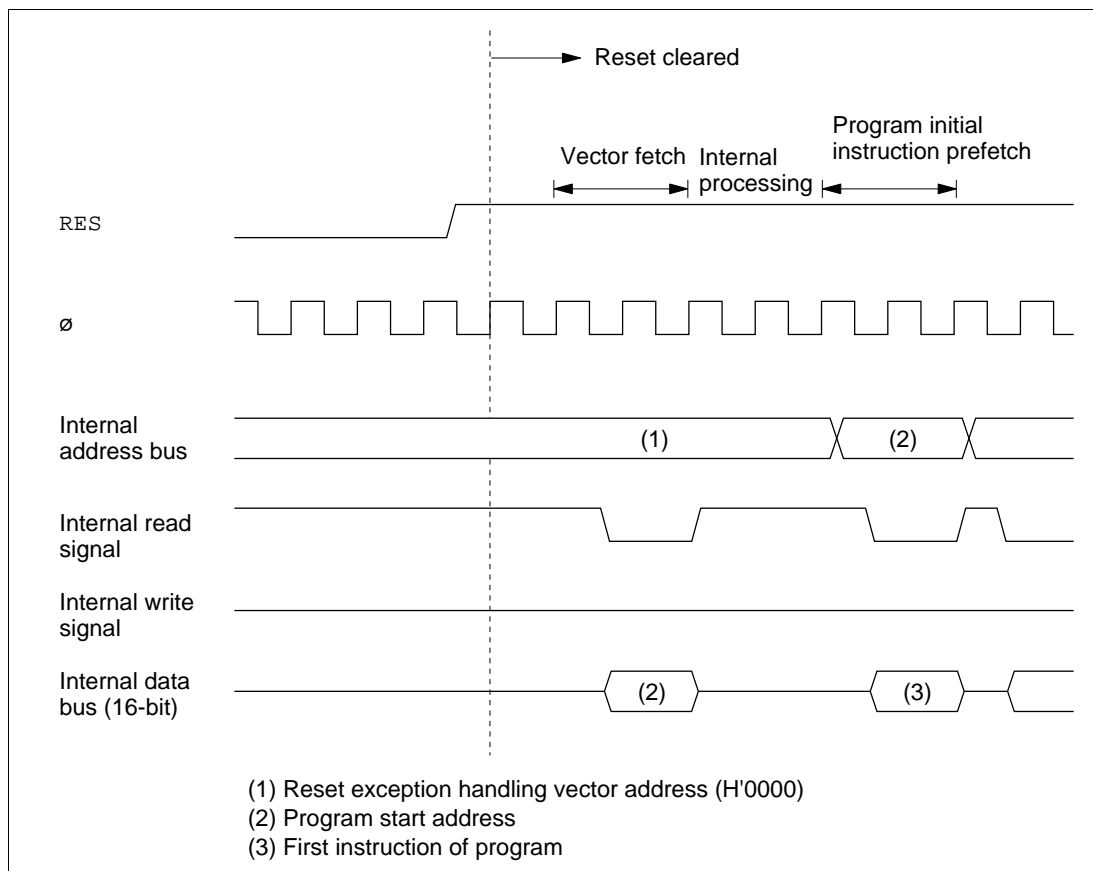 Reset cleared
Vector fetch
Internal
processing
Program initial
instruction prefetch
RES
ø
Internal
address bus
(1)
(2)
Internal read
signal
Internal write
signal
Internal data
bus (16-bit)
(2)
(3)
(1) Reset exception handling vector address (H'0000)
(2) Program start address
(3) First instruction of program